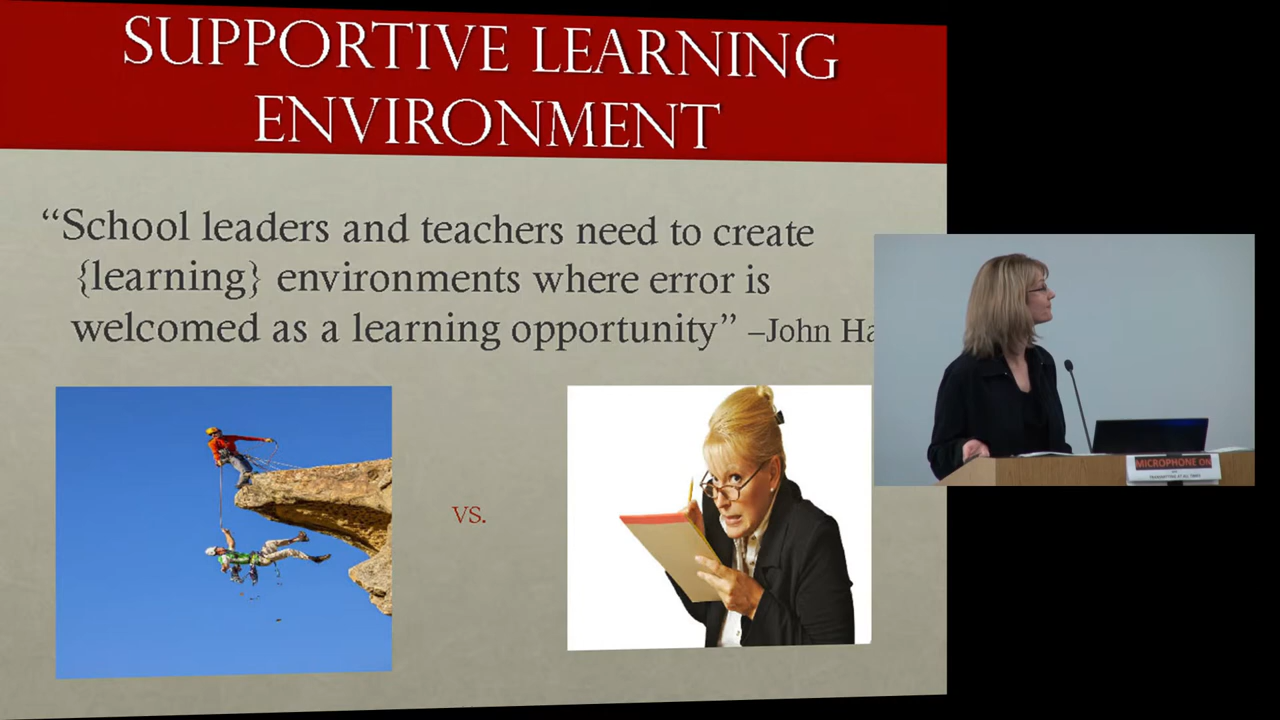 SUPPORTIVE LEARNING
ENVIRONMENT
“School leaders and teachers need to create
{learning} environments where error is
welcomed as a learning opportunity” –John Ha
vs.
MICROPHONE ON